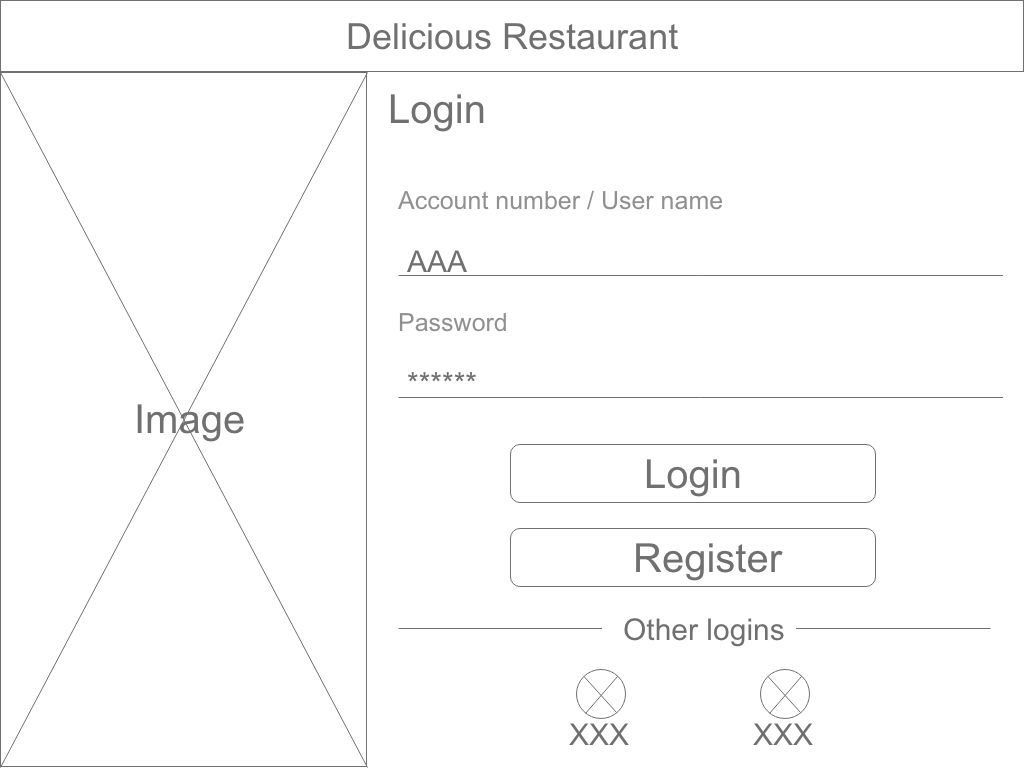 Delicious Restaurant
Image
Login
Account number / User name
AAA
Password
******
Login
Register
Other logins
XXX
XXX